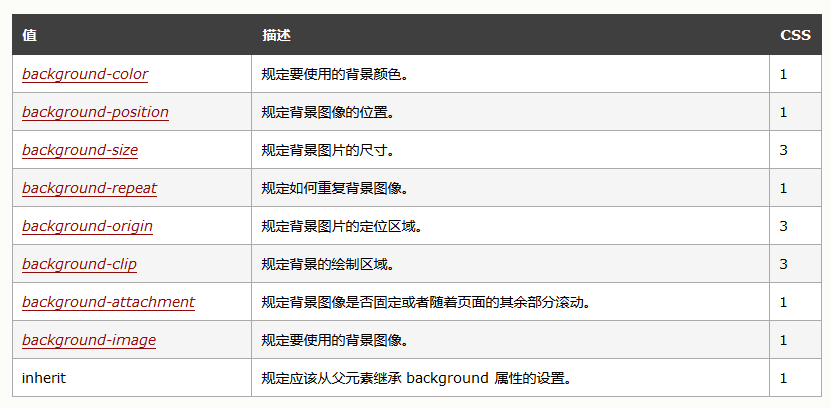 值 描述 CSS
background-color 规定要使用的背景颜色。 1
background-position 规定背景图像的位置。 1
background-size 规定背景图片的尺寸。 3
background-repeat 规定如何重复背景图像。 1
background-origin 规定背景图片的定位区域。 3
background-clip 规定背景的绘制区域。 3
background-attachment 规定背景图像是否固定或者随着页面的其余部分滚动。 1
background-image 规定要使用的背景图像。 1
inherit 规定应该从父元素继承 background 属性的设置。 1